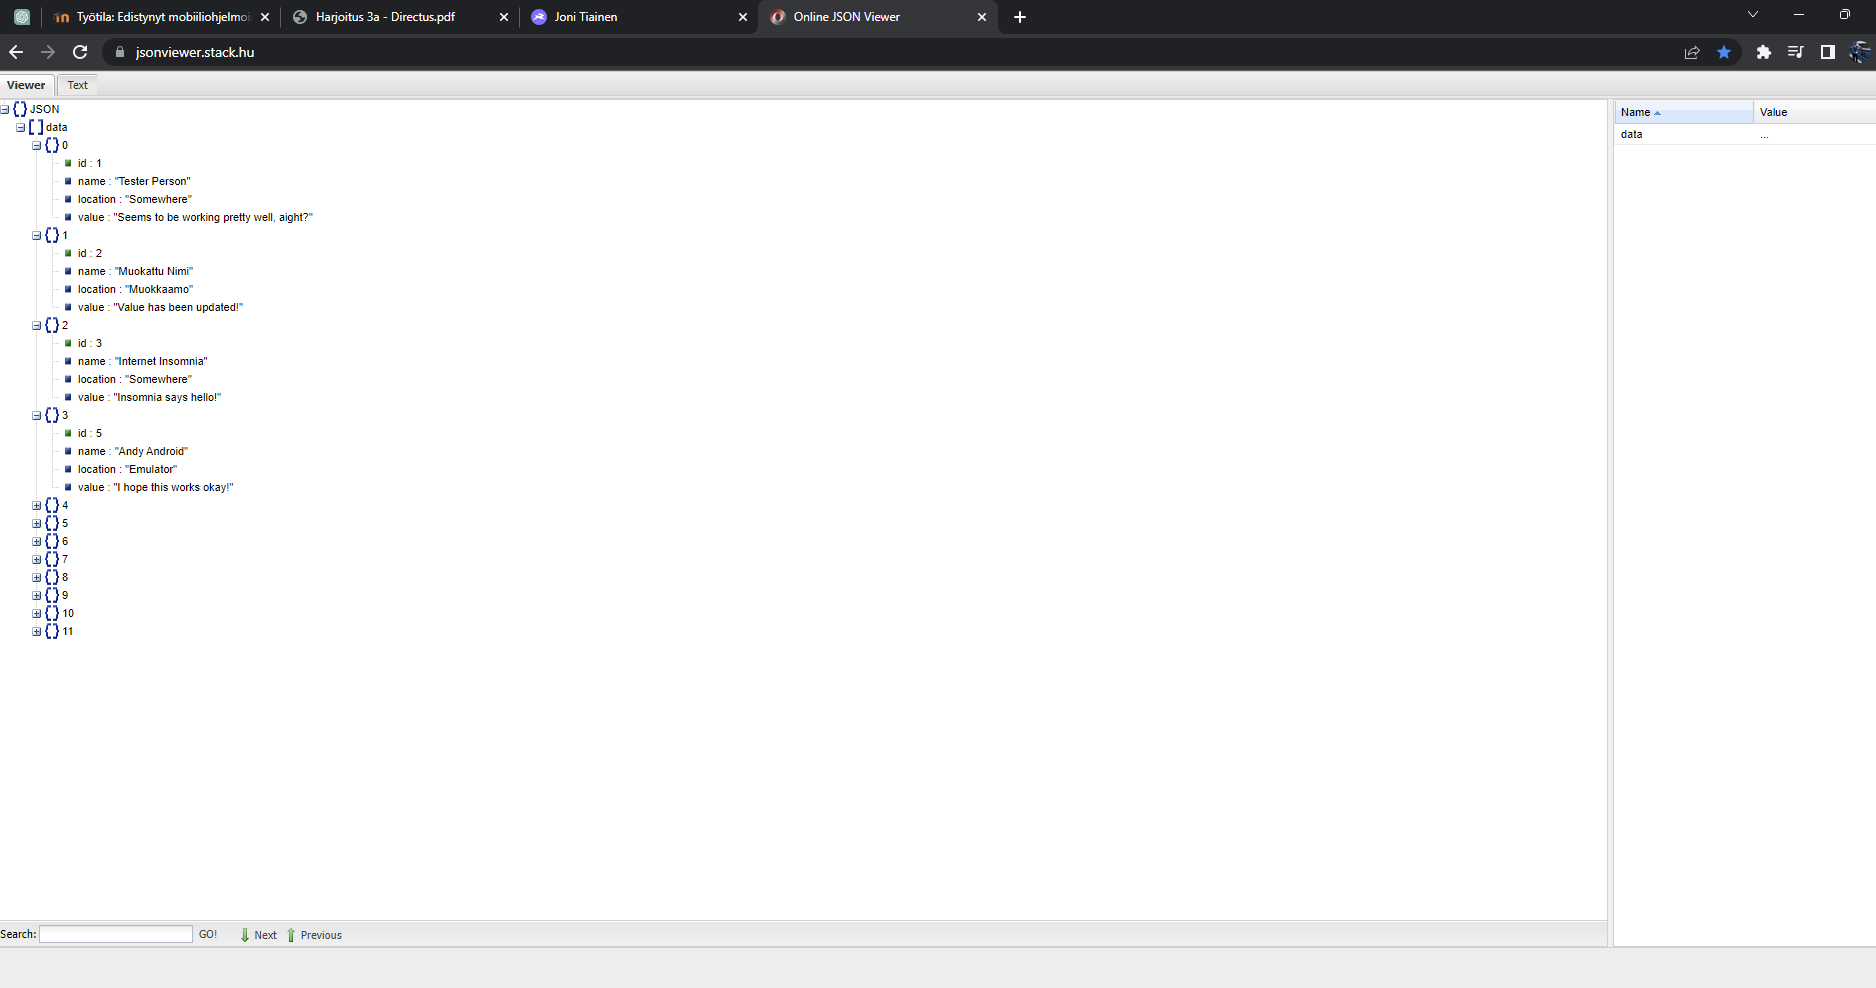 Työtila: Edistynyt mobiiliohjelmoi
Harjoitus 3a - Directus.pdf
Joni Tiainen
Online JSON Viewer
jsonviewer.stack.hu
Viewer
Text
JSON
data
0
id : 1
name : "Tester Person"
location : "Somewhere"
value : "Seems to be working pretty well, aight?"
1
id : 2
name : "Muokattu Nimi"
location : "Muokkaamo"
value : "Value has been updated!"
2
id : 3
name : "Internet Insomnia"
location : "Somewhere"
value : "Insomnia says hello!"
3
id : 5
name : "Andy Android"
location : "Emulator"
value : "I hope this works okay!"
4
5
6
7
8
9
10
11
Name Value
data ...
Search: GO! Next Previous